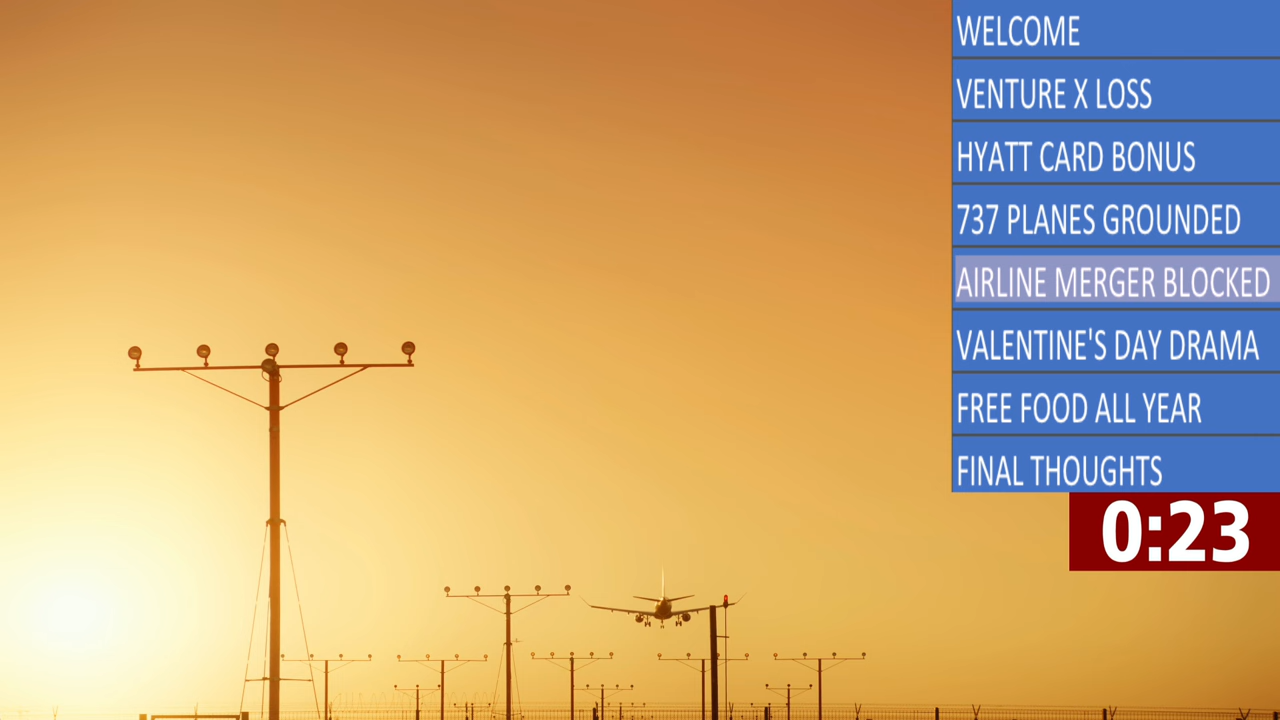 WELCOME
VENTURE X LOSS
HYATT CARD BONUS
737 PLANES GROUNDED
AIRLINE MERGER BLOCKED
VALENTINE'S DAY DRAMA
FREE FOOD ALL YEAR
FINAL THOUGHTS
0:23